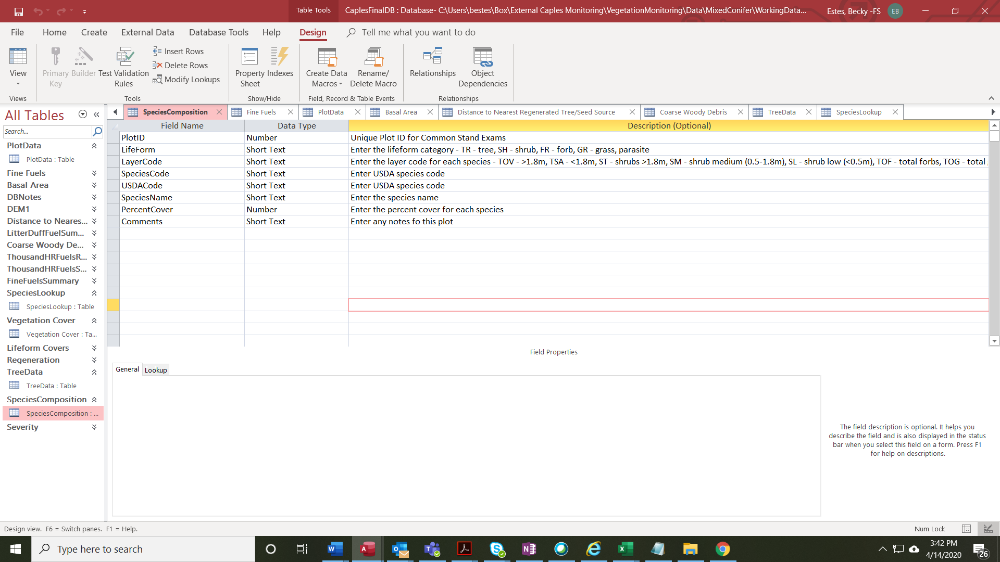 Table Tools
CaplesFinalDB : Database- C:\Users\bestes\Box\External Caples Monitoring\VegetationMonitoring\Data\MixedConifer\WorkingData...
Estes, Becky -FS
EB
File Home Create External Data Database Tools Help Design Tell me what you want to do
View
Primary Key
Builder
Test Validation Rules
Insert Rows
Delete Rows
Modify Lookups
Property Sheet
Indexes
Create Data Macros
Rename/ Delete Macro
Relationships
Object Dependencies
Views
Tools
Show/Hide
Field, Record & Table Events
Relationships
All Tables
Search...
PlotData
PlotData : Table
Fine Fuels
Basal Area
DBNotes
DEM1
Distance to Neares...
LitterDuffFuelSum...
Coarse Woody De...
ThousandHRFuelsR...
ThousandHRFuelsS...
FineFuelsSummary
SpeciesLookup
SpeciesLookup : Table
Vegetation Cover
Vegetation Cover : Ta...
Lifeform Covers
Regeneration
TreeData
TreeData : Table
SpeciesComposition
SpeciesComposition : ...
Severity
SpeciesComposition Fine Fuels PlotData Basal Area Distance to Nearest Regenerated Tree/Seed Source Coarse Woody Debris TreeData SpeciesLookup
Field Name Data Type Description (Optional)
PlotID Number Unique Plot ID for Common Stand Exams
LifeForm Short Text Enter the lifeform category - TR - tree, SH - shrub, FR - forb, GR - grass, parasite
LayerCode Short Text Enter the layer code for each species - TOV - >1.8m, TSA - <1.8m, ST - shrubs >1.8m, SM - shrub medium (0.5-1.8m), SL - shrub low (<0.5m), TOF - total forbs, TOG - total
SpeciesCode Short Text Enter USDA species code
USDACode Short Text Enter USDA species code
SpeciesName Short Text Enter the species name
PercentCover Number Enter the percent cover for each species
Comments Short Text Enter any notes fo this plot
Field Properties
General Lookup
The field description is optional. It helps you
describe the field and is also displayed in the status
bar when you select this field on a form. Press F1
for help on descriptions.
Design view. F6 = Switch panes. F1 = Help.
Num Lock
Type here to search
3:42 PM
4/14/2020
26